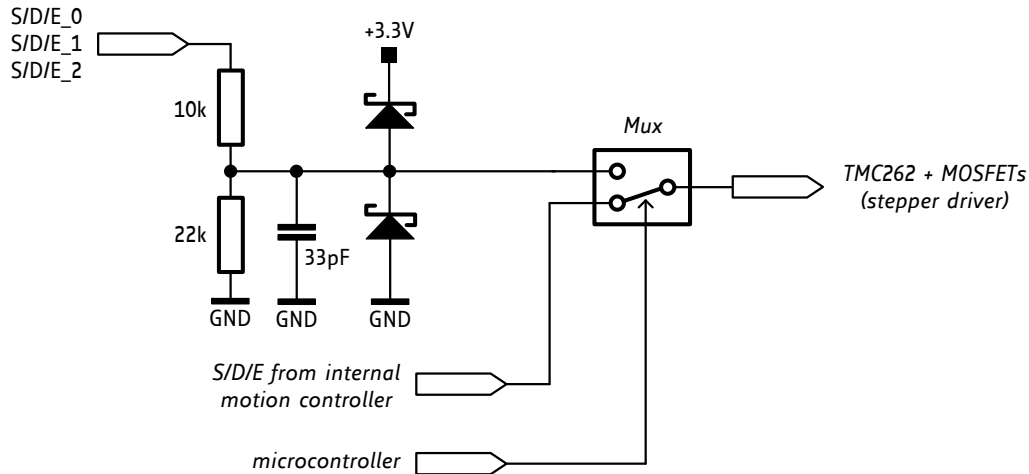 S/D/E_0
S/D/E_1
S/D/E_2
+3.3V
10k
Mux
TMC262 + MOSFETs
(stepper driver)
22k
33pF
GND
GND
GND
S/D/E from internal
motion controller
microcontroller